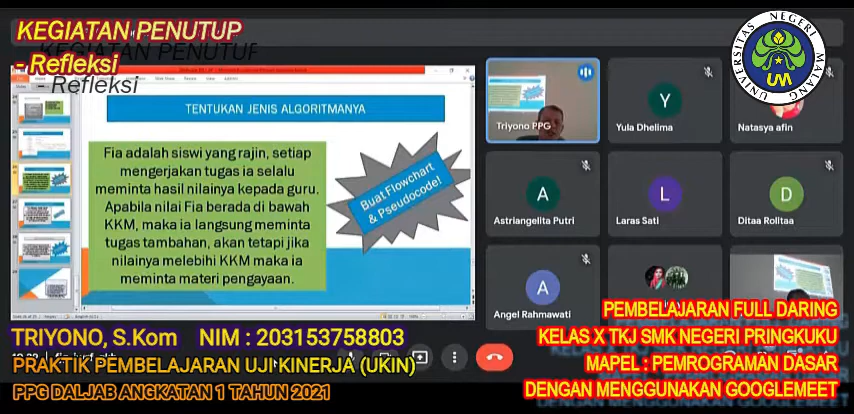 KEGIATAN PENUTUP
- Refleksi
TENTUKAN JENIS ALGORITMANYA
Fia adalah siswi yang rajin, setiap
mengerjakan tugas ia selalu
meminta hasil nilainya kepada guru.
Apabila nilai Fia berada di bawah
KKM, maka ia langsung meminta
tugas tambahan, akan tetapi jika
nilainya melebihi KKM maka ia
meminta materi pengayaan.
Buat Flowchart
& Pseudocode!
Triyono PPG
Y
Yula Dhelima
Natasya afin
A
Astriangelita Putri
L
Laras Sati
D
Ditaa Rolitaa
A
Angel Rahmawati
UNIVERSITAS NEGERI MALANG
UM
TRIYONO, S.Kom NIM : 203153758803
PRAKTIK PEMBELAJARAN UJI KINERJA (UKIN)
PPG DALJAB ANGKATAN 1 TAHUN 2021
PEMBELAJARAN FULL DARING
KELAS X TKJ SMK NEGERI PRINGKUKU
MAPEL : PEMROGRAMAN DASAR
DENGAN MENGGUNAKAN GOOGLEMEET